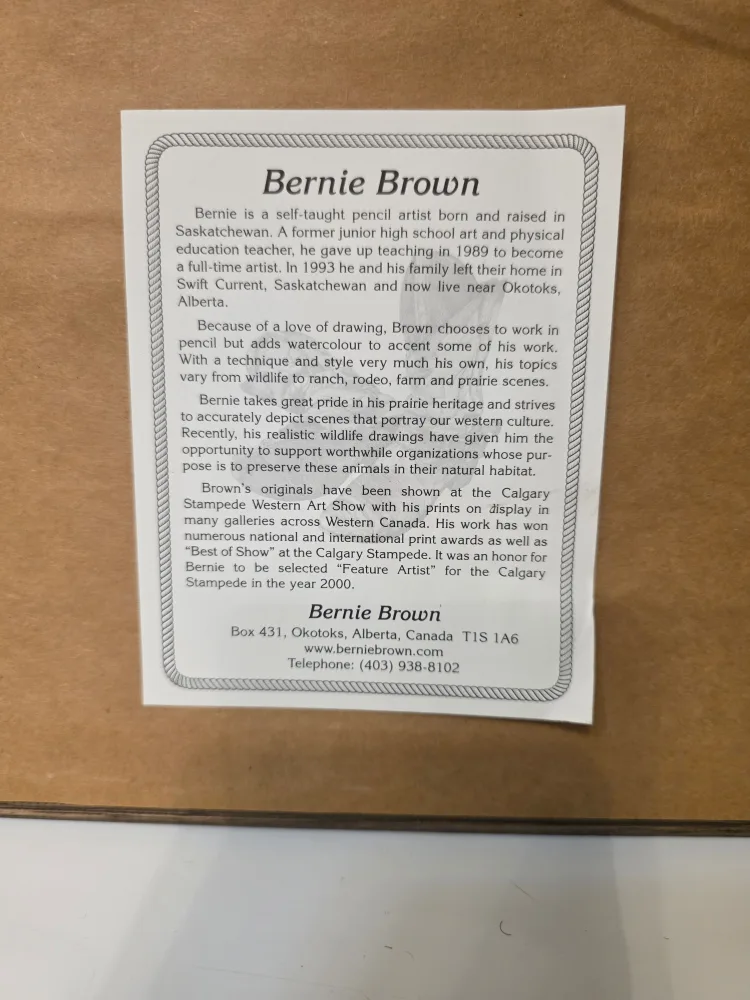 Bernie Brown
Bernie is a self-taught pencil artist born and raised in
Saskatchewan. A former junior high school art and physical
education teacher, he gave up teaching in 1989 to become
a full-time artist. In 1993 he and his family left their home in
Swift Current, Saskatchewan and now live near Okotoks,
Alberta.
Because of a love of drawing, Brown chooses to work in
pencil but adds watercolour to accent some of his work.
With a technique and style very much his own, his topics
vary from wildlife to ranch, rodeo, farm and prairie scenes.
Bernie takes great pride in his prairie heritage and strives
to accurately depict scenes that portray our western culture.
Recently, his realistic wildlife drawings have given him the
opportunity to support worthwhile organizations whose pur-
pose is to preserve these animals in their natural habitat.
Brown's originals have been shown at the Calgary
Stampede Western Art Show with his prints on display in
many galleries across Western Canada. His work has won
numerous national and international print awards as well as
“Best of Show” at the Calgary Stampede. It was an honor for
Bernie to be selected “Feature Artist” for the Calgary
Stampede in the year 2000.
Bernie Brown
Box 431, Okotoks, Alberta, Canada T1S 1A6
www.berniebrown.com
Telephone: (403) 938-8102